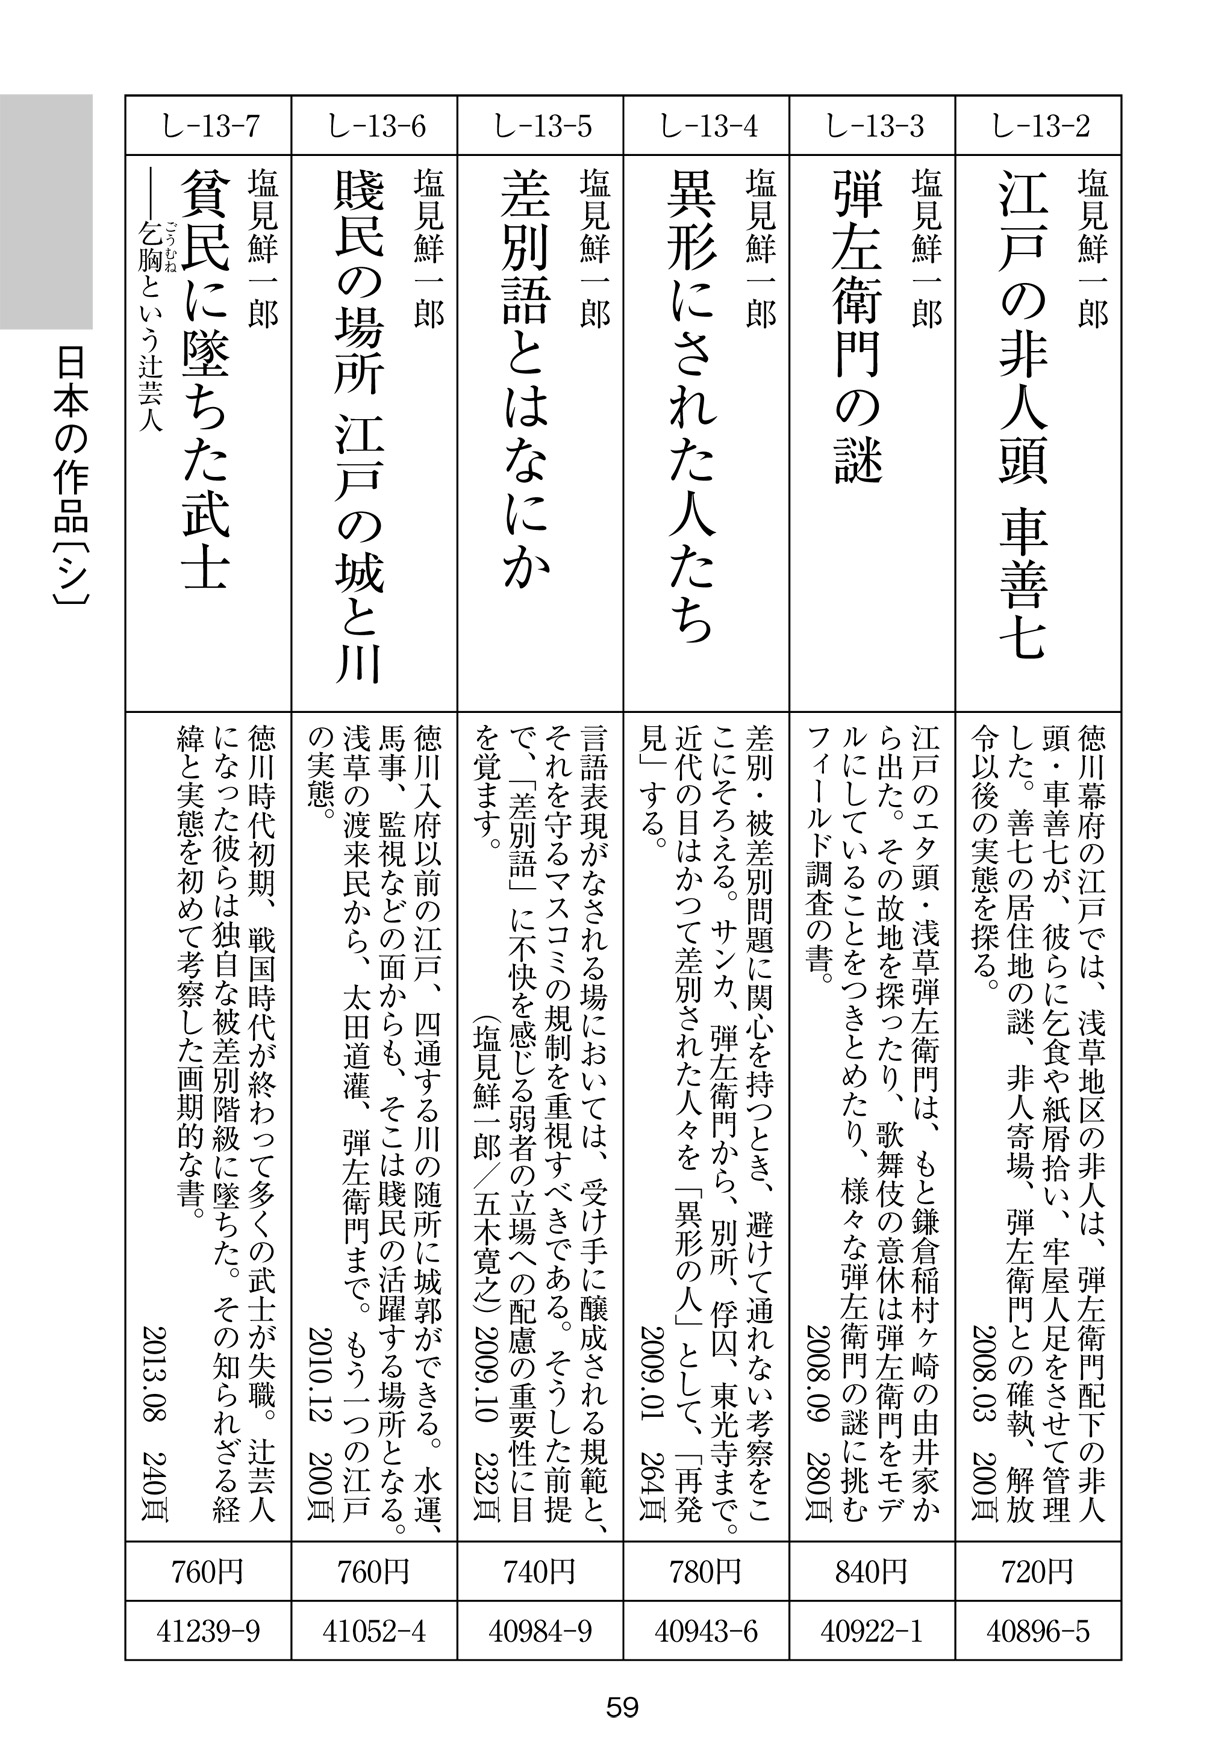 し-13-2
塩見鮮一郎
江戸の非人頭 車善七
徳川幕府の江戸では、浅草地区の非人は、弾左衛門配下の非人
頭・車善七が、彼らに乞食や紙屑拾い、牢屋人足をさせて管理
した。善七の居住地の謎、非人寄場、弾左衛門との確執、解放
令以後の実態を探る。
2008.03 200頁
720円
40896-5
し-13-3
塩見鮮一郎
弾左衛門の謎
江戸のエタ頭・浅草弾左衛門は、もと鎌倉稲村ヶ崎の由井家か
ら出た。その故地を探ったり、歌舞伎の意休は弾左衛門をモデ
ルにしていることをつきとめたり、様々な弾左衛門の謎に挑む
フィールド調査の書。
2008.09 280頁
840円
40922-1
し-13-4
塩見鮮一郎
異形にされた人たち
差別・被差別問題に関心を持つとき、避けて通れない考察をこ
こにそろえる。サンカ、弾左衛門から、別所、俘囚、東光寺まで。
近代の目はかつて差別された人々を「異形の人」として、「再発
見」する。
2009.01 264頁
780円
40943-6
し-13-5
塩見鮮一郎
差別語とはなにか
言語表現がなされる場においては、受け手に醸成される規範と、
それを守るマスコミの規制を重視すべきである。そうした前提
で、「差別語」に不快を感じる弱者の立場への配慮の重要性に目
を覚ます。
(塩見鮮一郎/五木寛之) 2009.10 232頁
740円
40984-9
し-13-6
塩見鮮一郎
賤民の場所 江戸の城と川
徳川入府以前の江戸、四通する川の随所に城郭ができる。水運、
馬事、監視などの面からも、そこは賤民の活躍する場所となる。
浅草の渡来民から、太田道灌、弾左衛門まで。もう一つの江戸
の実態。
2010.12 200頁
760円
41052-4
し-13-7
塩見鮮一郎
貧民に墜ちた武士
ごうむね
──乞胸という辻芸人
徳川時代初期、戦国時代が終わって多くの武士が失職。辻芸人
になった彼らは独自な被差別階級に墜ちた。その知られざる経
緯と実態を初めて考察した画期的な書。
2013.08 240頁
760円
41239-9
日本の作品〔シ〕
59